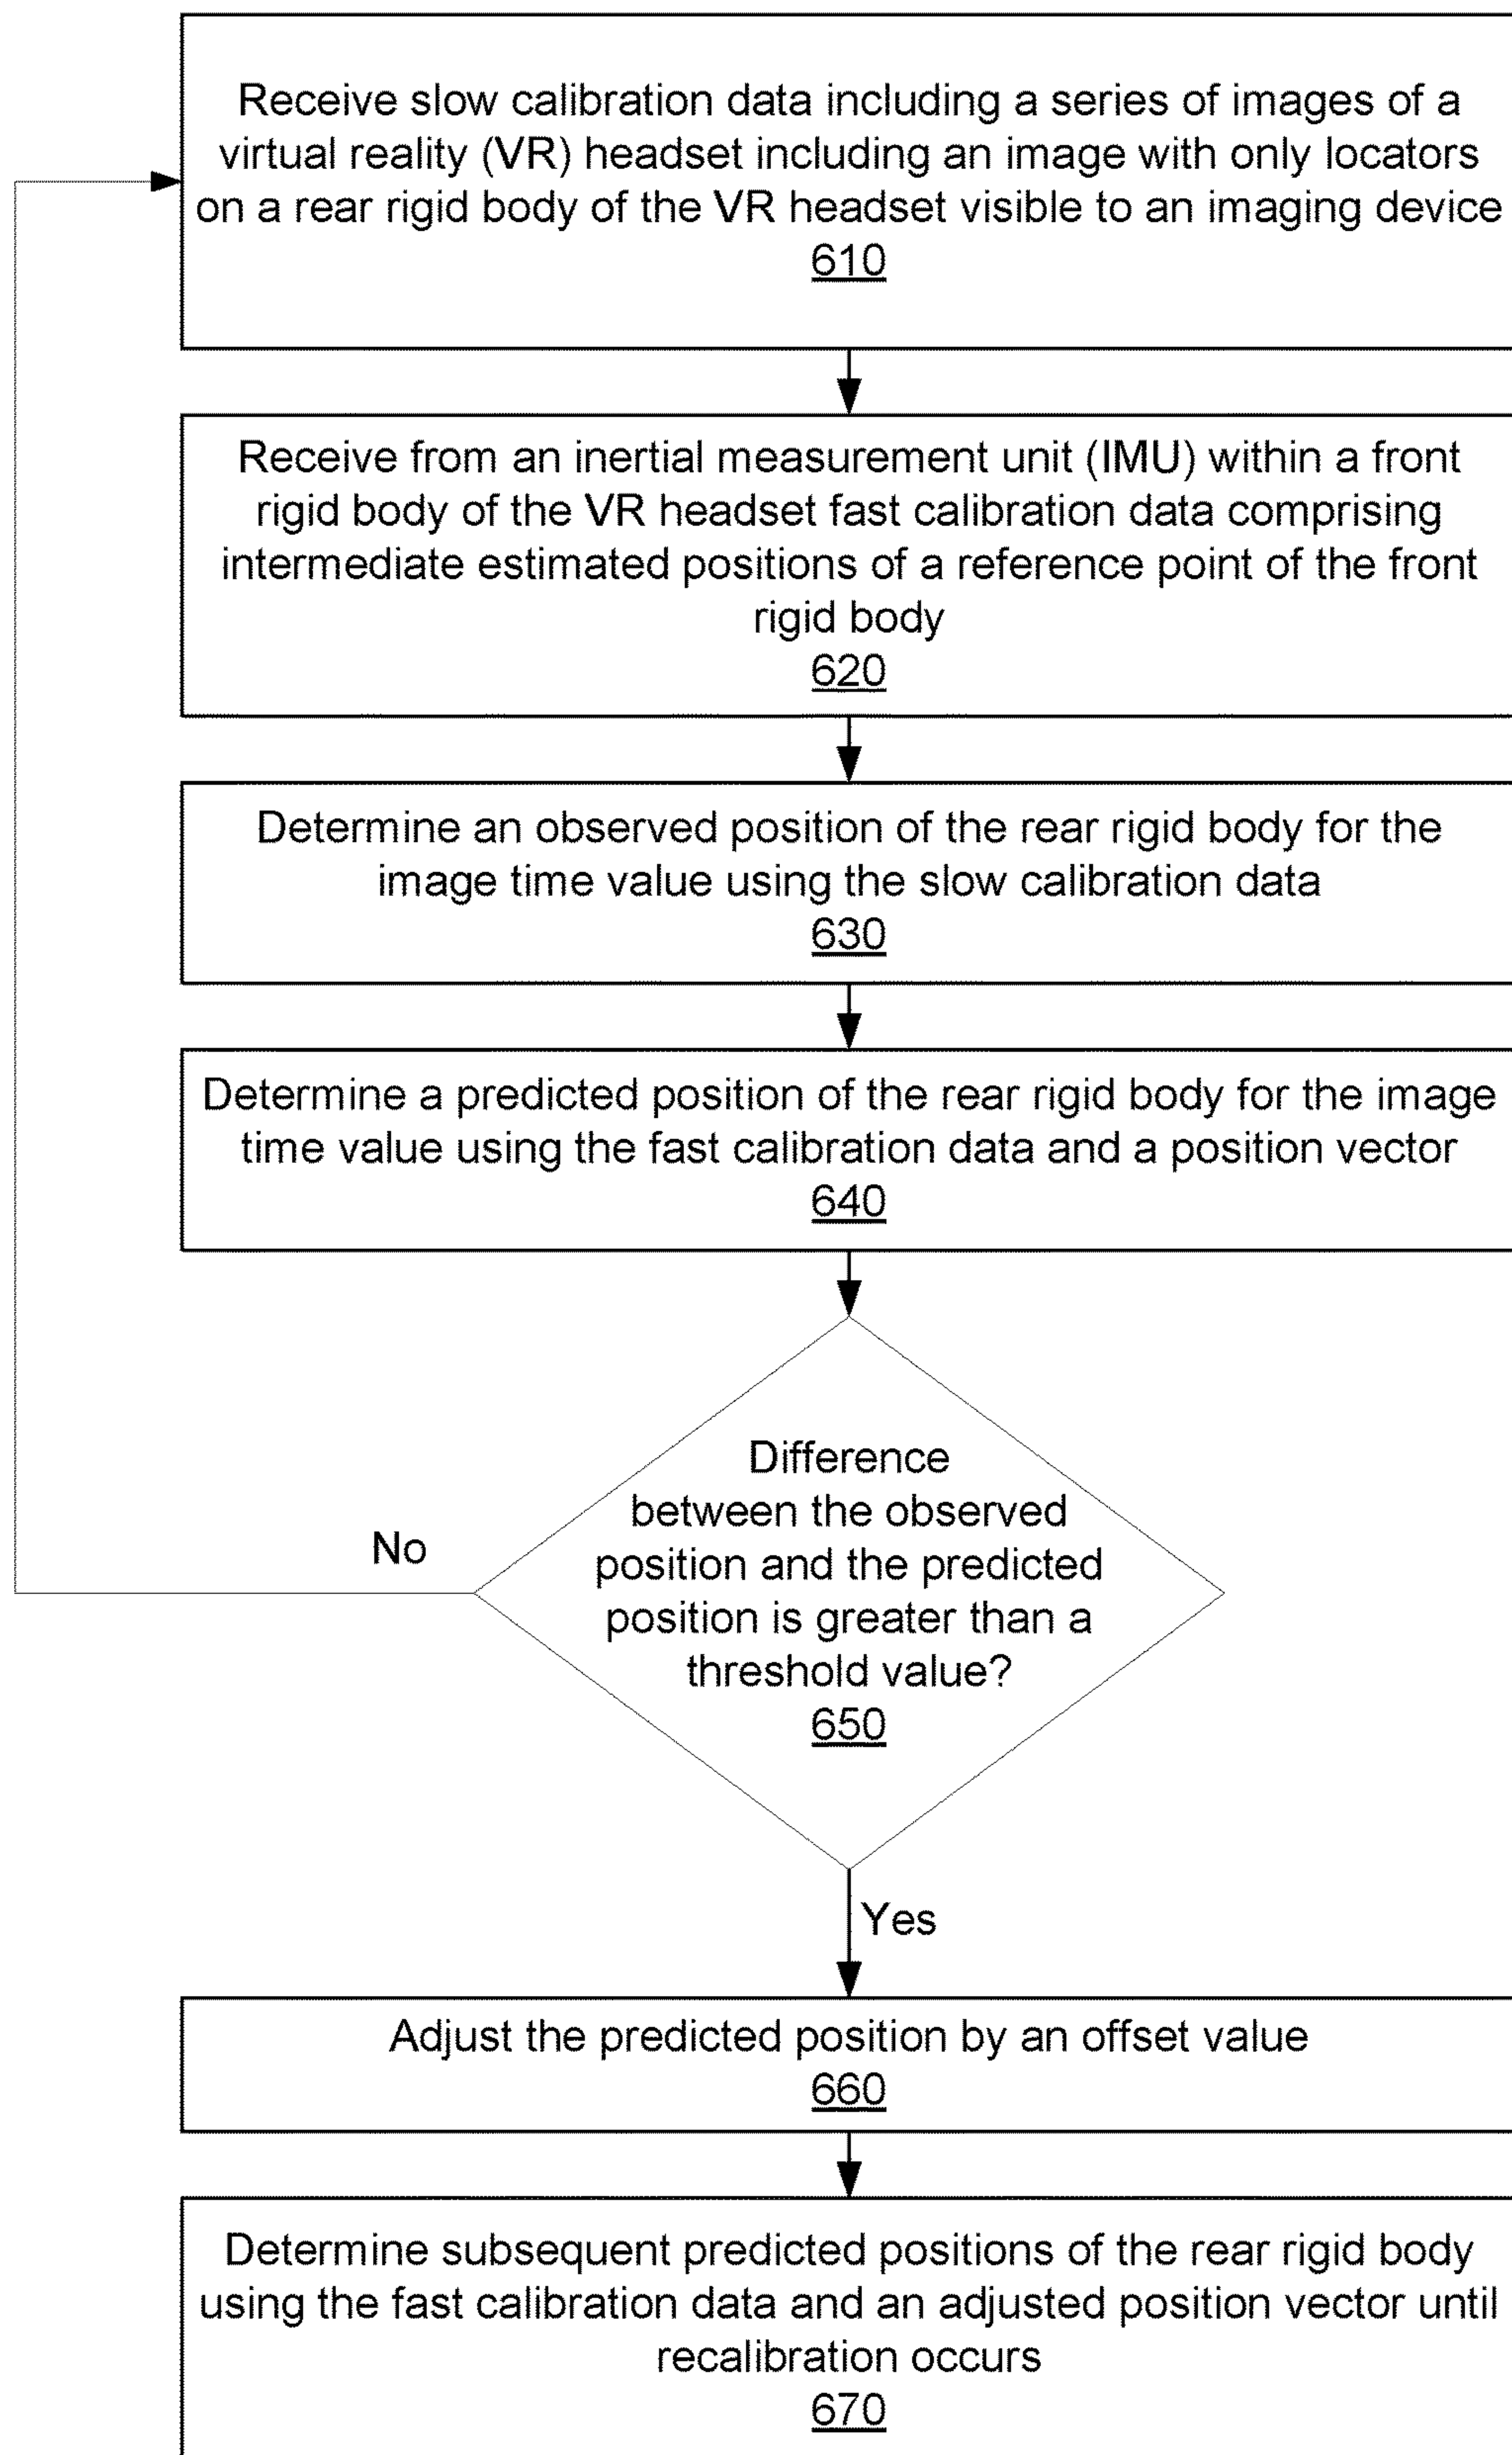 Receive slow calibration data including a series of images of a
virtual reality (VR) headset including an image with only locators
on a rear rigid body of the VR headset visible to an imaging device
610
Receive from an inertial measurement unit (IMU) within a front
rigid body of the VR headset fast calibration data comprising
intermediate estimated positions of a reference point of the front
rigid body
620
Determine an observed position of the rear rigid body for the
image time value using the slow calibration data
630
Determine a predicted position of the rear rigid body for the image
time value using the fast calibration data and a position vector
640
Difference
between the observed
position and the predicted
position is greater than a
threshold value?
650
No
Yes
Adjust the predicted position by an offset value
660
Determine subsequent predicted positions of the rear rigid body
using the fast calibration data and an adjusted position vector until
recalibration occurs
670